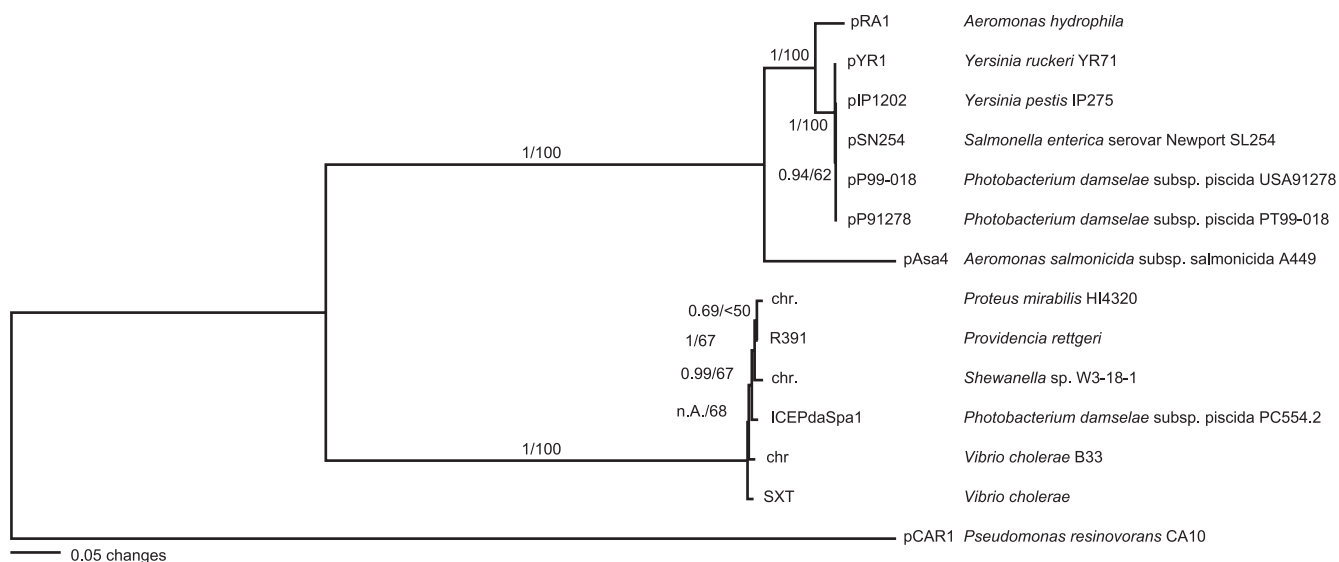 pRA1 Aeromonas hydrophila
1/100
pYR1 Yersinia ruckeri YR71
pIP1202 Yersinia pestis IP275
1/100
pSN254 Salmonella enterica serovar Newport SL254
1/100
0.94/62
pP99-018 Photobacterium damselae subsp. piscida USA91278
pP91278 Photobacterium damselae subsp. piscida PT99-018
pAsa4 Aeromonas salmonicida subsp. salmonicida A449
chr. Proteus mirabilis HI4320
0.69/<50
1/67
R391 Providencia rettgeri
0.99/67
chr. Shewanella sp. W3-18-1
n.A./68
ICEPdaSpa1 Photobacterium damselae subsp. piscida PC554.2
1/100
chr Vibrio cholerae B33
SXT Vibrio cholerae
pCAR1 Pseudomonas resinovorans CA10
0.05 changes